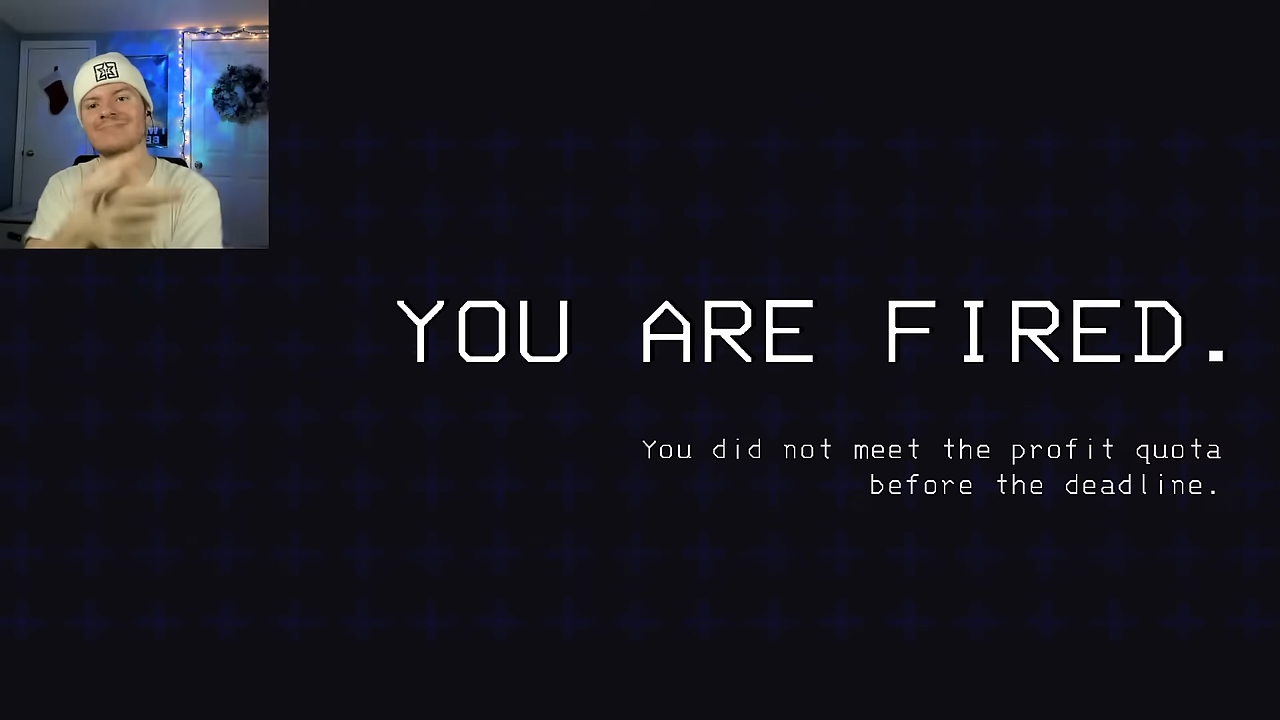 YOU ARE FIRED.
You did not meet the profit quota
before the deadline.